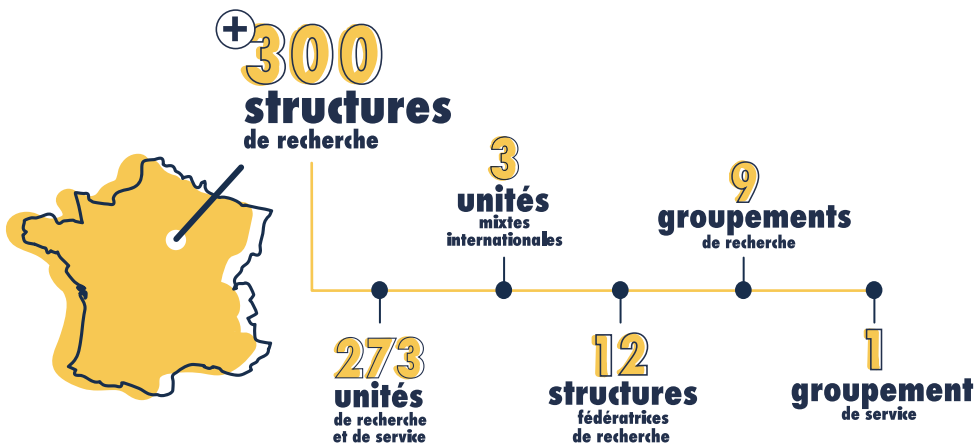 +300
structures
de recherche
3
unités
mixtes
internationales
9
groupements
de recherche
273
unités
de recherche
et de service
12
structures
fédératrices
de recherche
1
groupement
de service